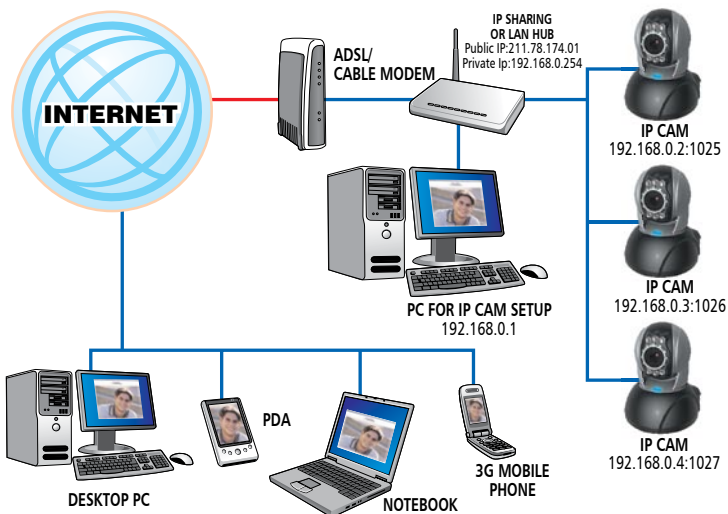 IP SHARING
OR LAN HUB
Public IP:211.78.174.01
Private Ip:192.168.0.254
ADSL/
CABLE MODEM
INTERNET
IP CAM
192.168.0.2:1025
IP CAM
192.168.0.3:1026
PC FOR IP CAM SETUP
192.168.0.1
IP CAM
192.168.0.4:1027
PDA
3G MOBILE
PHONE
DESKTOP PC
NOTEBOOK